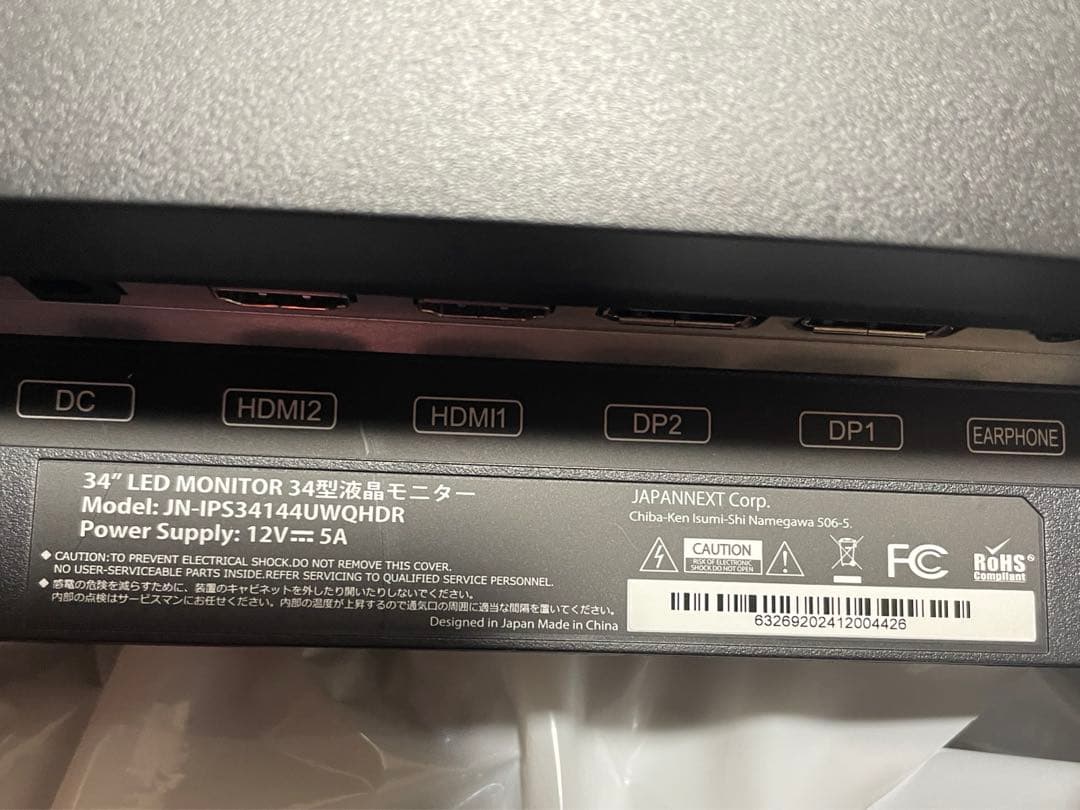 DC
HDMI2
HDMI1
DP2
DP1
EARPHONE
34" LED MONITOR 34型液晶モニター
Model: JN-IPS34144UWQHDR
Power Supply: 12V⎓ 5A
◆ CAUTION:TO PREVENT ELECTRICAL SHOCK.DO NOT REMOVE THIS COVER.
NO USER-SERVICEABLE PARTS INSIDE.REFER SERVICING TO QUALIFIED SERVICE PERSONNEL.
◆ 感電の危険を減らすために、装置のキャビネットを外したり開いたりしないでください。
内部の点検はサービスマンにお任せください。内部の温度が上昇するので通気口の周囲に適当な間隔を置いてください。
Designed in Japan Made in China
JAPANNEXT Corp.
Chiba-Ken Isumi-Shi Namegawa 506-5.
CAUTION
RISK OF ELECTRONIC
SHOCK DO NOT OPEN
FC
RoHS
Compliant
63269202412004426